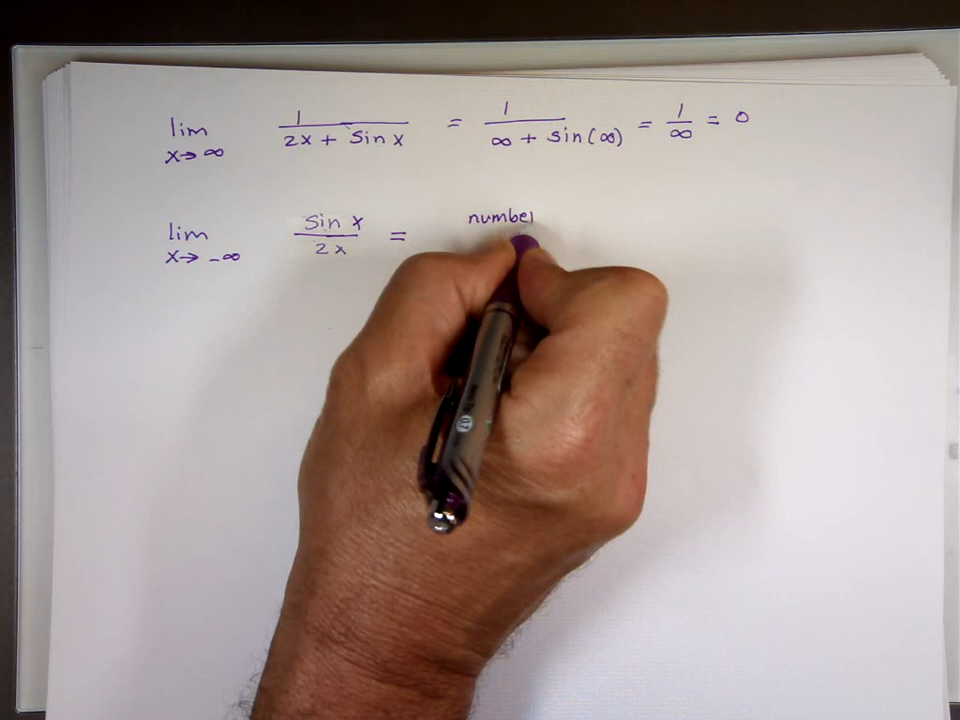 lim x→∞ 1/(2x + sin x) = 1/(∞ + sin(∞)) = 1/∞ = 0
lim x→ -∞ sin x/2x = number